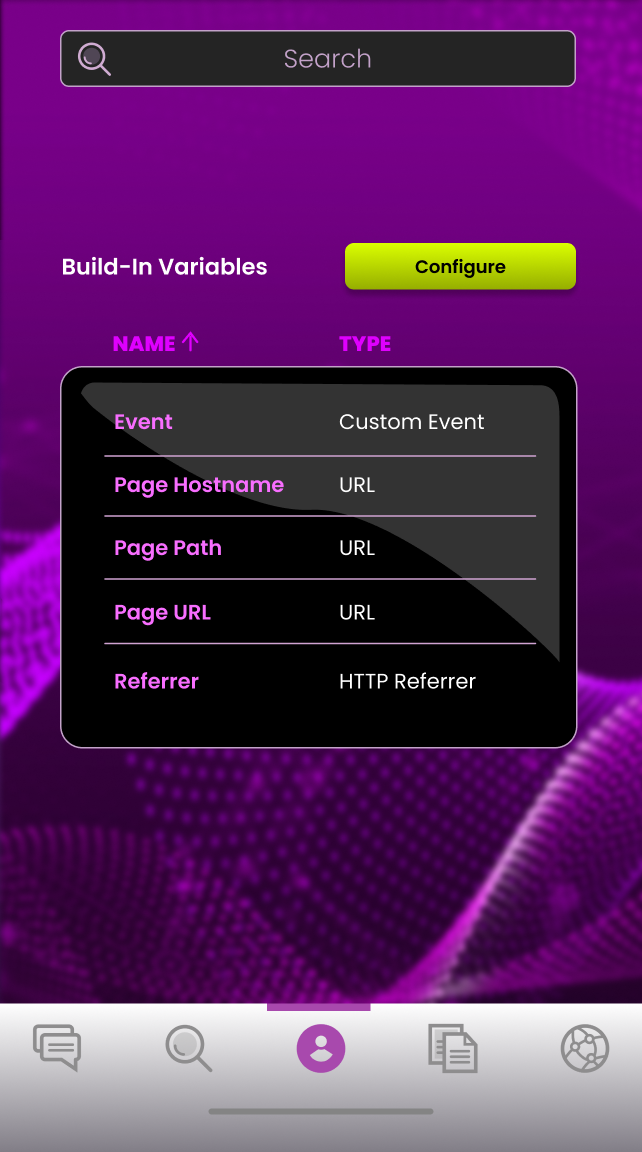 Search
Build-In Variables
Configure
NAME TYPE
Event Custom Event
Page Hostname URL
Page Path URL
Page URL URL
Referrer HTTP Referrer